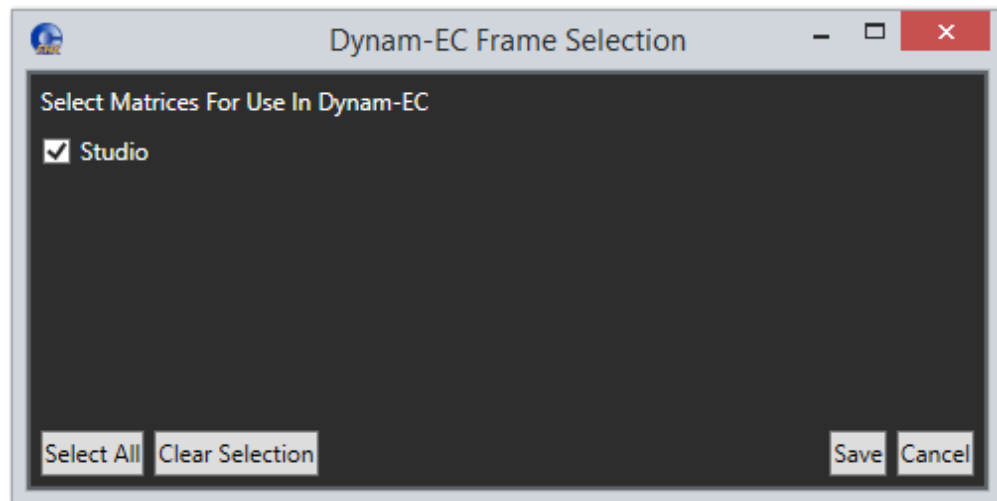 Dynam-EC Frame Selection
Select Matrices For Use In Dynam-EC
Studio
Select All Clear Selection Save Cancel